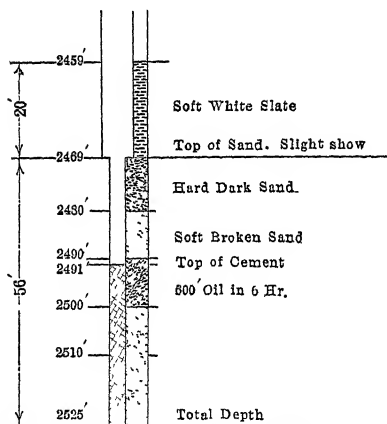 2459'
20'
Soft White Slate
Top of Sand. Slight show
2469'
Hard Dark Sand.
2480'
Soft Broken Sand
2490'
Top of Cement
2491'
500' Oil in 6 Hr.
56'
2500'
2510'
2525'
Total Depth